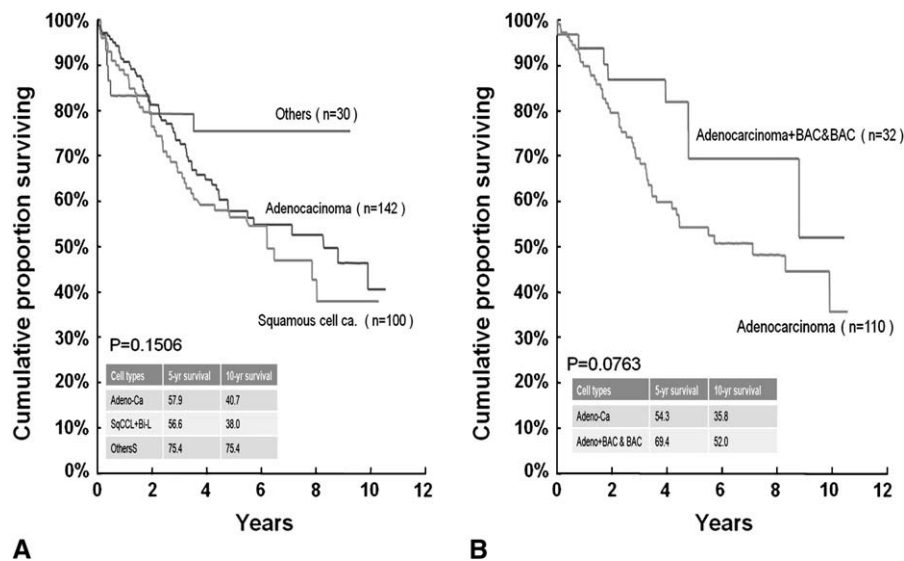 100%
90%
80%
70%
60%
50%
40%
30%
20%
10%
0%
Cumulative proportion surviving
Others ( n=30 )
Adenocacinoma ( n=142 )
Squamous cell ca. ( n=100 )
P=0.1506
Cell types 5-yr survival 10-yr survival
Adeno-Ca 57.9 40.7
SqCCL+Bi-L 56.6 38.0
OthersS 75.4 75.4
0 2 4 6 8 10 12
Years
A
100%
90%
80%
70%
60%
50%
40%
30%
20%
10%
0%
Cumulative proportion surviving
Adenocarcinoma+BAC&BAC ( n=32 )
Adenocarcinoma ( n=110 )
P=0.0763
Cell types 5-yr survival 10-yr survival
Adeno-Ca 54.3 35.8
Adeno+BAC & BAC 69.4 52.0
0 2 4 6 8 10 12
Years
B